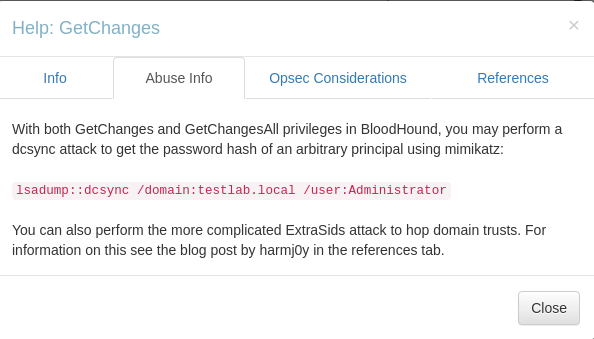 Help: GetChanges ×
Info Abuse Info Opsec Considerations References
With both GetChanges and GetChangesAll privileges in BloodHound, you may perform a
dcsync attack to get the password hash of an arbitrary principal using mimikatz:
lsadump::dcsync /domain:testlab.local /user:Administrator
You can also perform the more complicated ExtraSids attack to hop domain trusts. For
information on this see the blog post by harmj0y in the references tab.
Close